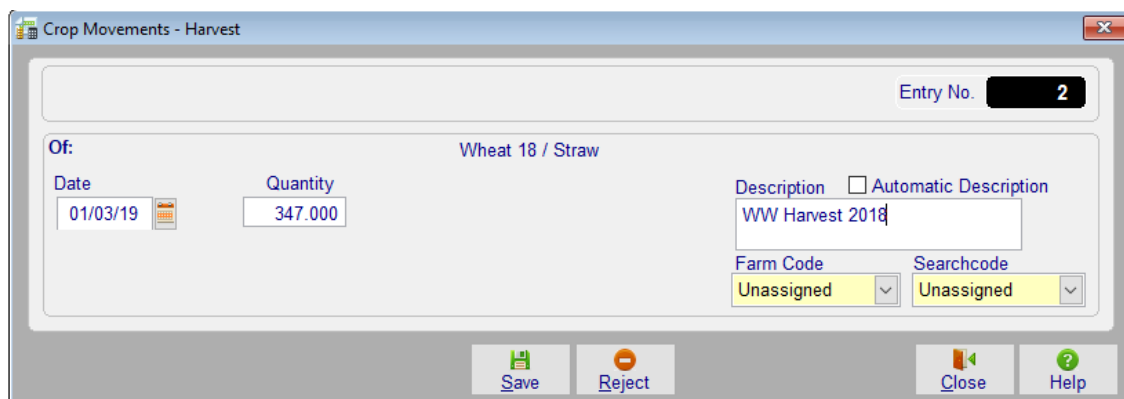 Crop Movements - Harvest
Entry No. 2
Of: Wheat 18 / Straw
Date Quantity
01/03/19 347.000
Description Automatic Description
WW Harvest 2018
Farm Code Searchcode
Unassigned Unassigned
Save Reject Close Help